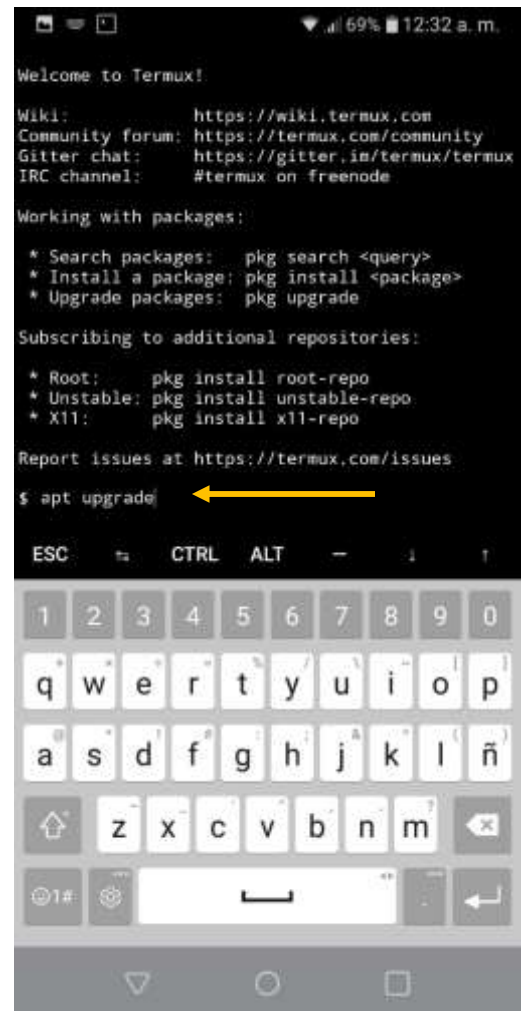 69% 12:32 a. m.
Welcome to Termux!
Wiki: https://wiki.termux.com
Community forum: https://termux.com/community
Gitter chat: https://gitter.im/termux/termux
IRC channel: #termux on freenode
Working with packages:
* Search packages: pkg search <query>
* Install a package: pkg install <package>
* Upgrade packages: pkg upgrade
Subscribing to additional repositories:
* Root: pkg install root-repo
* Unstable: pkg install unstable-repo
* X11: pkg install x11-repo
Report issues at https://termux.com/issues
$ apt upgrade
ESC CTRL ALT — ↓ ↑
1 2 3 4 5 6 7 8 9 0
q w e r t y u i o p
a s d f g h j k l ñ
z x c v b n m
1# .